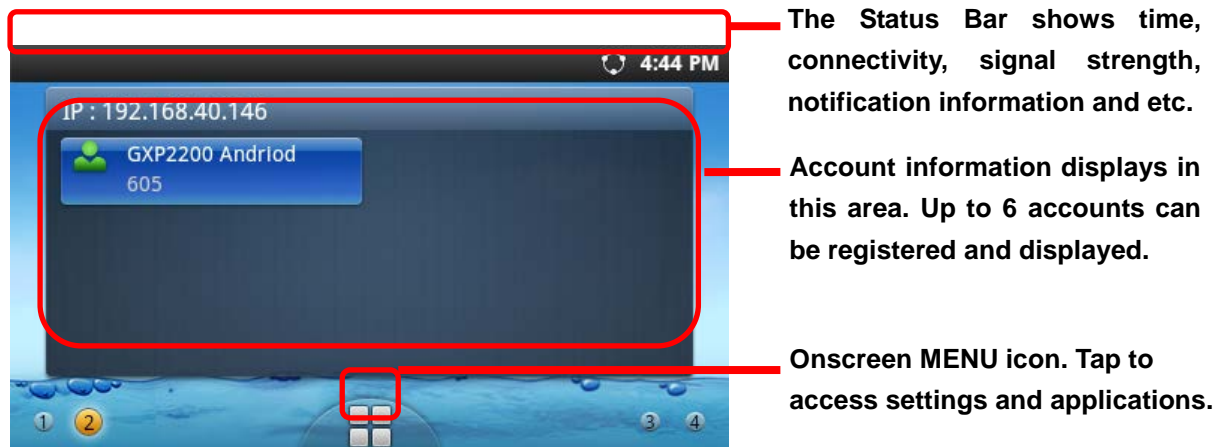 The Status Bar shows time,
connectivity, signal strength,
notification information and etc.
4:44 PM
IP : 192.168.40.146
GXP2200 Andriod
605
Account information displays in
this area. Up to 6 accounts can
be registered and displayed.
Onscreen MENU icon. Tap to
access settings and applications.
1 2 3 4